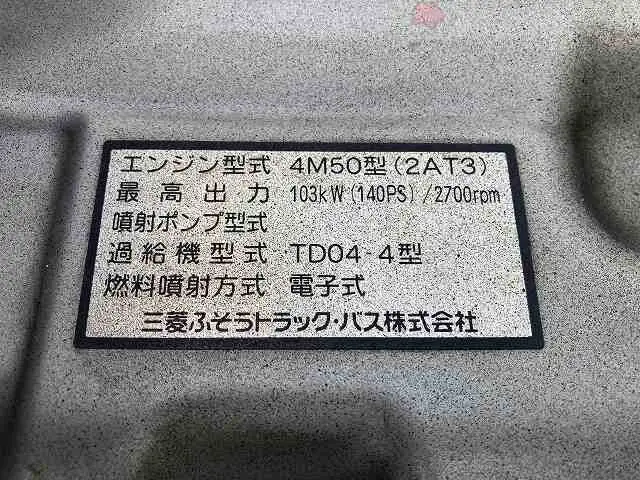 エンジン型式 4M50型(2AT3)
最高出力 103kW(140PS)/2700rpm
噴射ポンプ型式
過給機型式 TD04-4型
燃料噴射方式 電子式
三菱ふそうトラック・バス株式会社